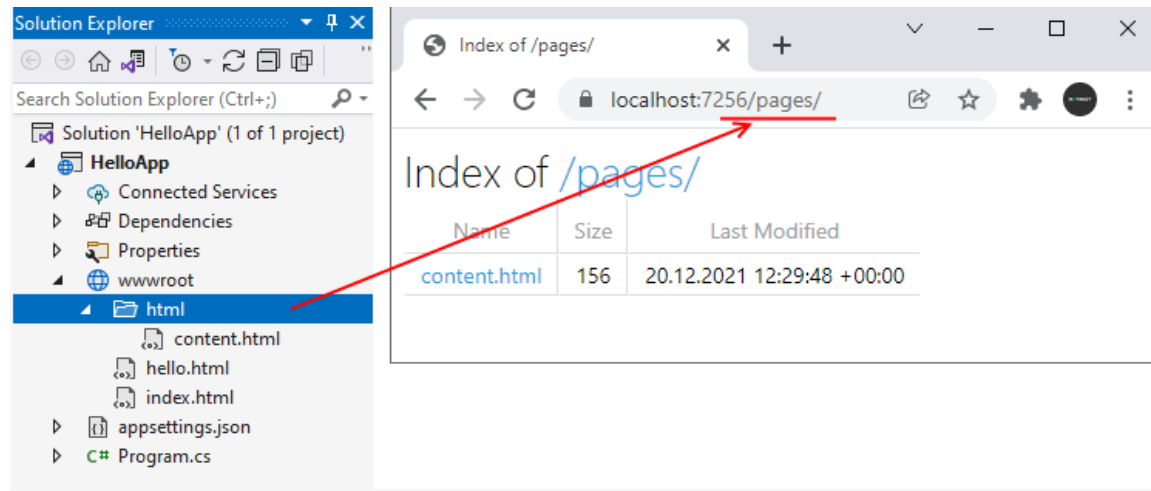 Solution Explorer
Search Solution Explorer (Ctrl+;)
Solution 'HelloApp' (1 of 1 project)
HelloApp
Connected Services
Dependencies
Properties
wwwroot
html
content.html
hello.html
index.html
appsettings.json
C# Program.cs
Index of /pages/
localhost:7256/pages/
Index of /pages/
Name Size Last Modified
content.html 156 20.12.2021 12:29:48 +00:00